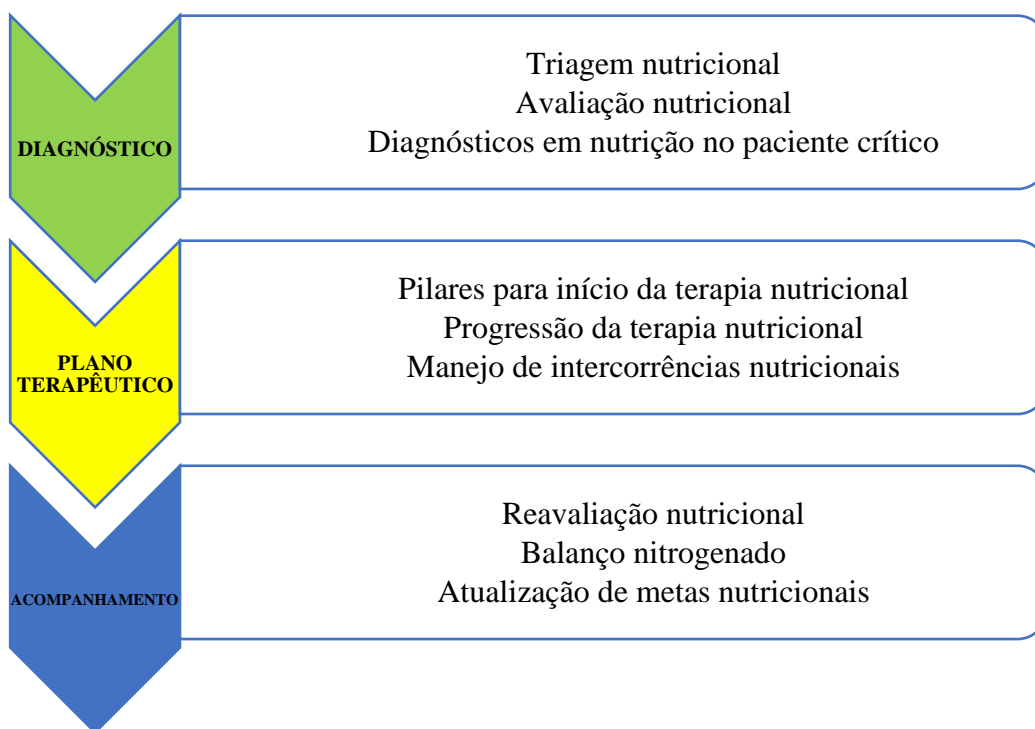 DIAGNÓSTICO
Triagem nutricional
Avaliação nutricional
Diagnósticos em nutrição no paciente crítico
PLANO
TERAPÊUTICO
Pilares para início da terapia nutricional
Progressão da terapia nutricional
Manejo de intercorrências nutricionais
ACOMPANHAMENTO
Reavaliação nutricional
Balanço nitrogenado
Atualização de metas nutricionais